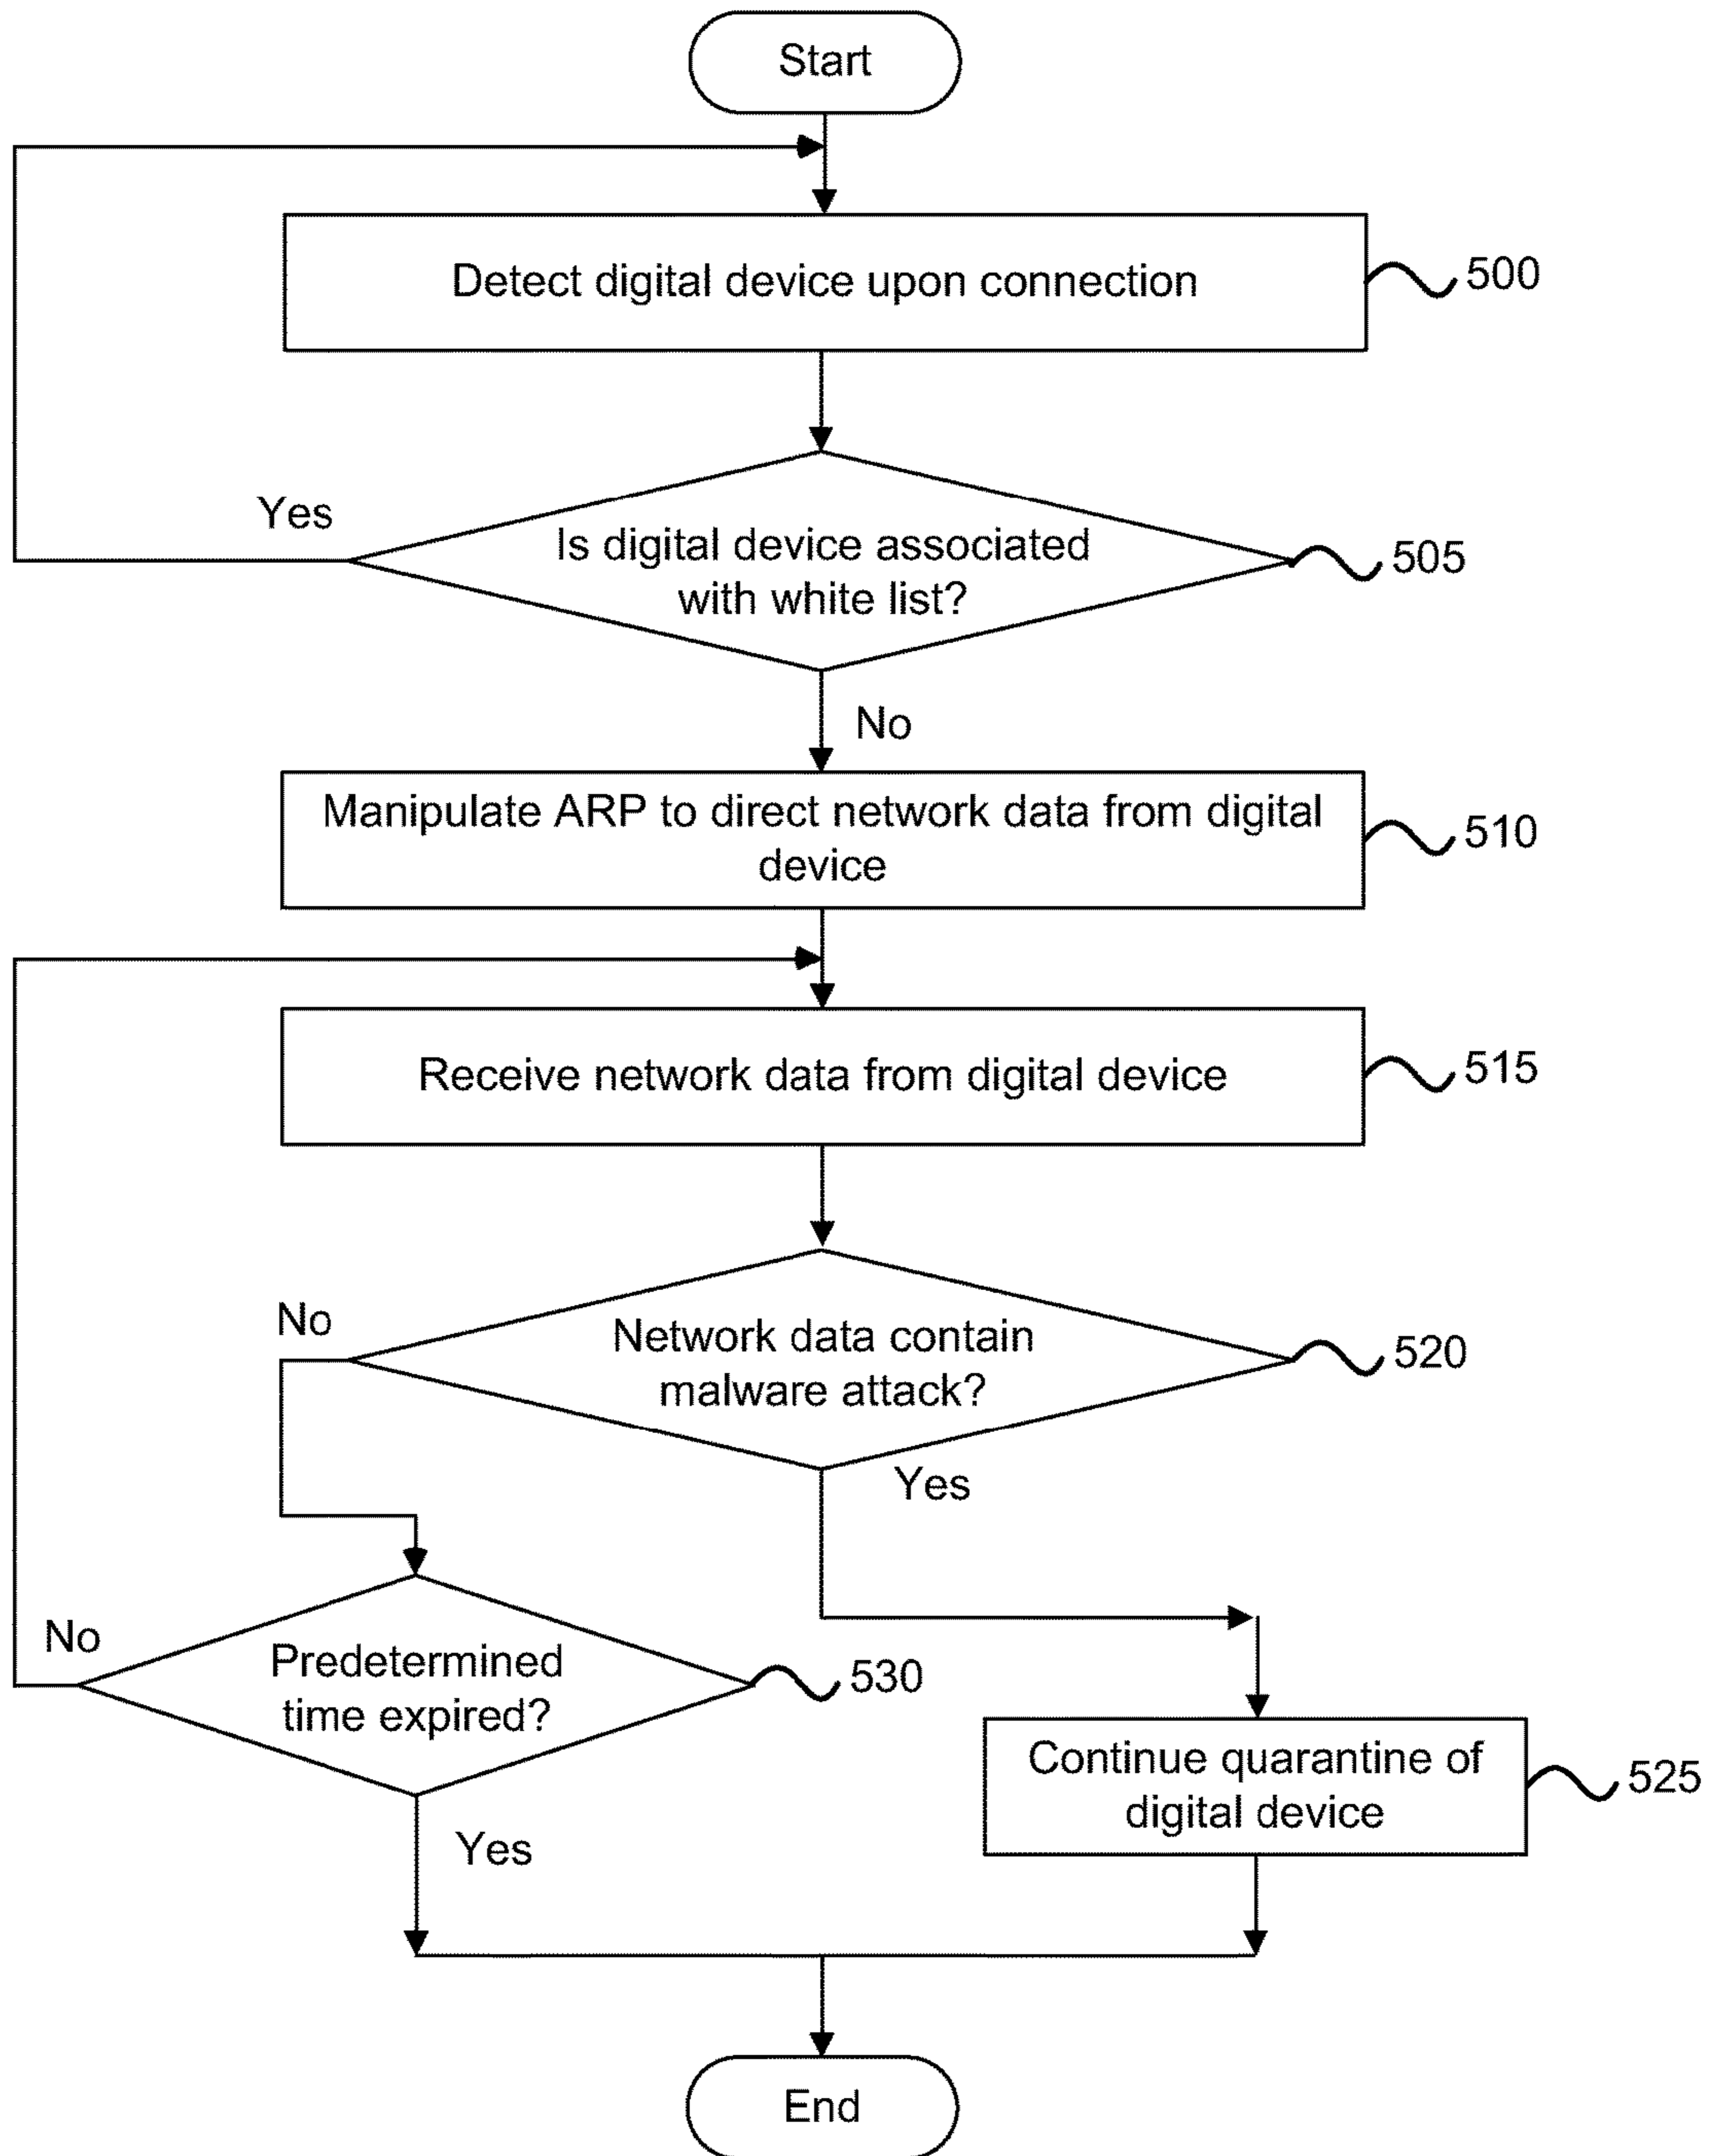 Start
Detect digital device upon connection
500
Yes
Is digital device associated
with white list?
505
No
Manipulate ARP to direct network data from digital
device
510
Receive network data from digital device
515
No
Network data contain
malware attack?
520
Yes
No
Predetermined
time expired?
530
Continue quarantine of
digital device
525
Yes
End